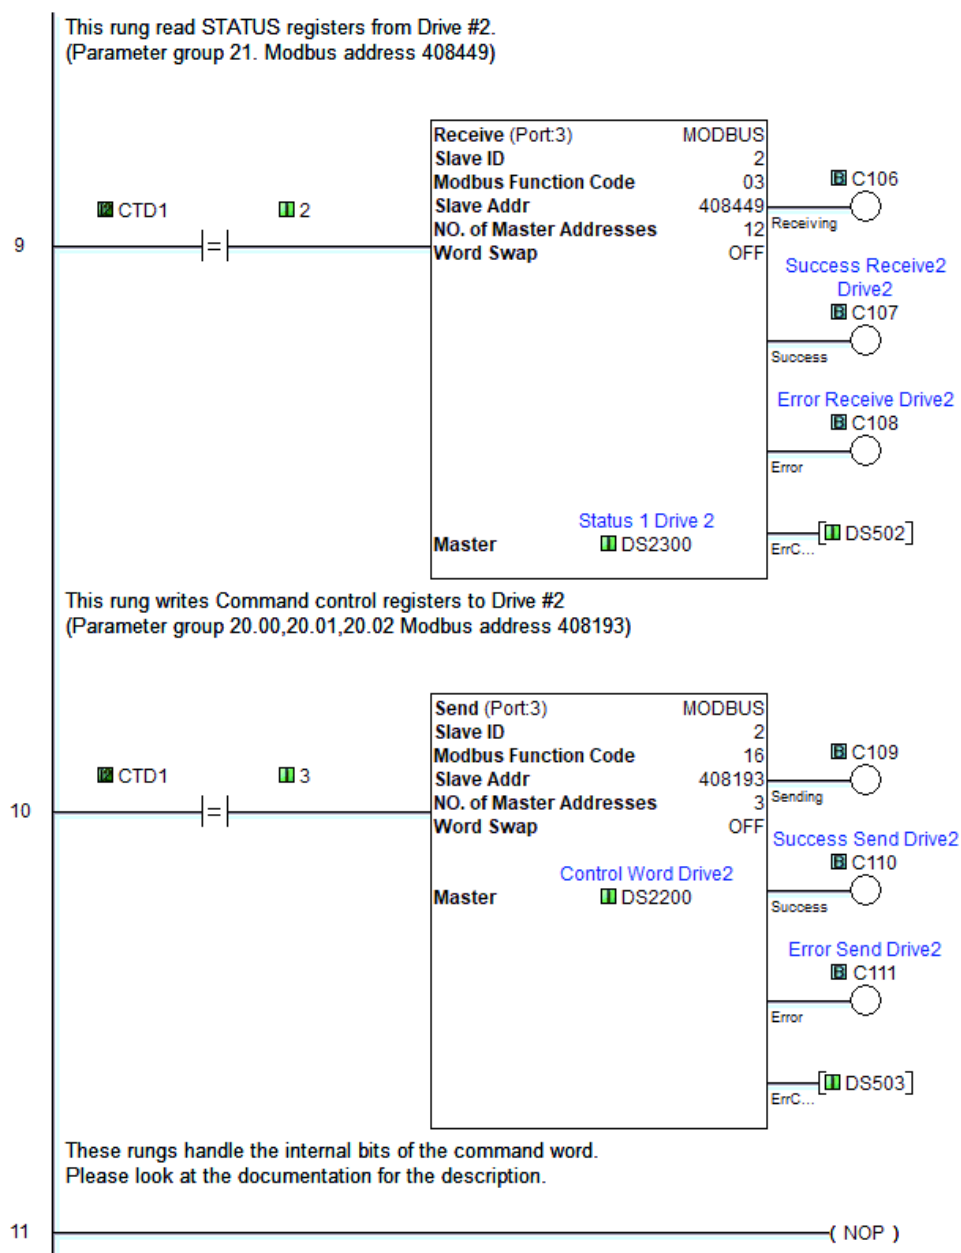 This rung read STATUS registers from Drive #2.
(Parameter group 21. Modbus address 408449)
Receive (Port:3) MODBUS
Slave ID 2
Modbus Function Code 03
Slave Addr 408449
NO. of Master Addresses 12
Word Swap OFF
CTD1
2
9
=
B C106
Receiving
Success Receive2
Drive2
B C107
Success
Error Receive Drive2
B C108
Error
Status 1 Drive 2
Master DS2300
ErrC... DS502
This rung writes Command control registers to Drive #2
(Parameter group 20.00,20.01,20.02 Modbus address 408193)
Send (Port:3) MODBUS
Slave ID 2
Modbus Function Code 16
Slave Addr 408193
NO. of Master Addresses 3
Word Swap OFF
CTD1
3
10
=
B C109
Sending
Success Send Drive2
B C110
Success
Control Word Drive2
Master DS2200
Error Send Drive2
B C111
Error
ErrC... DS503
These rungs handle the internal bits of the command word.
Please look at the documentation for the description.
11
( NOP )